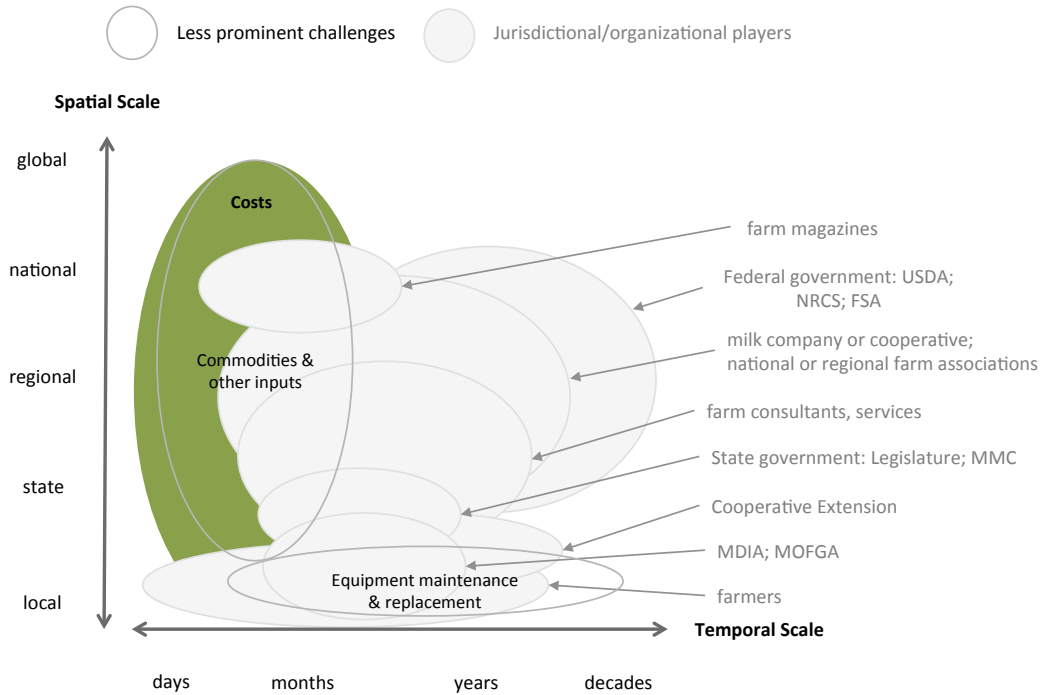 Less prominent challenges
Jurisdictional/organizational players
Spatial Scale
global
Costs
farm magazines
national
Federal government: USDA;
NRCS; FSA
milk company or cooperative;
national or regional farm associations
Commodities &
other inputs
regional
farm consultants, services
State government: Legislature; MMC
state
Cooperative Extension
MDIA; MOFGA
Equipment maintenance
& replacement
farmers
local
Temporal Scale
days
months
years
decades